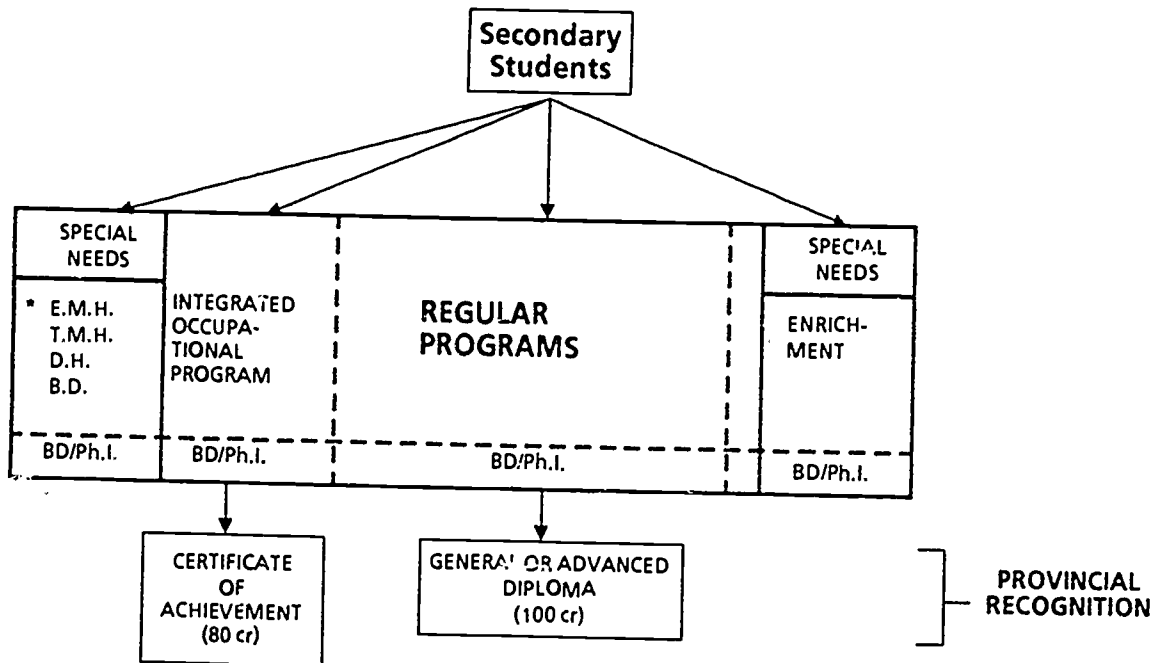 Secondary
Students
SPECIAL
NEEDS
* E.M.H.
T.M.H.
D.H.
B.D.
BD/Ph.I.
INTEGRATED
OCCUPA-
TIONAL
PROGRAM
BD/Ph.I.
REGULAR
PROGRAMS
BD/Ph.I.
SPECIAL
NEEDS
ENRICH-
MENT
BD/Ph.I.
CERTIFICATE
OF
ACHIEVEMENT
(80 cr)
GENERAL OR ADVANCED
DIPLOMA
(100 cr)
PROVINCIAL
RECOGNITION